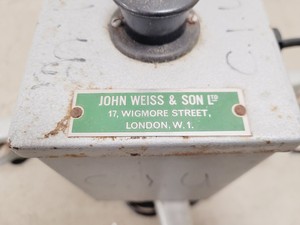 JOHN WEISS & SON LTD
17, WIGMORE STREET,
LONDON. W. 1.